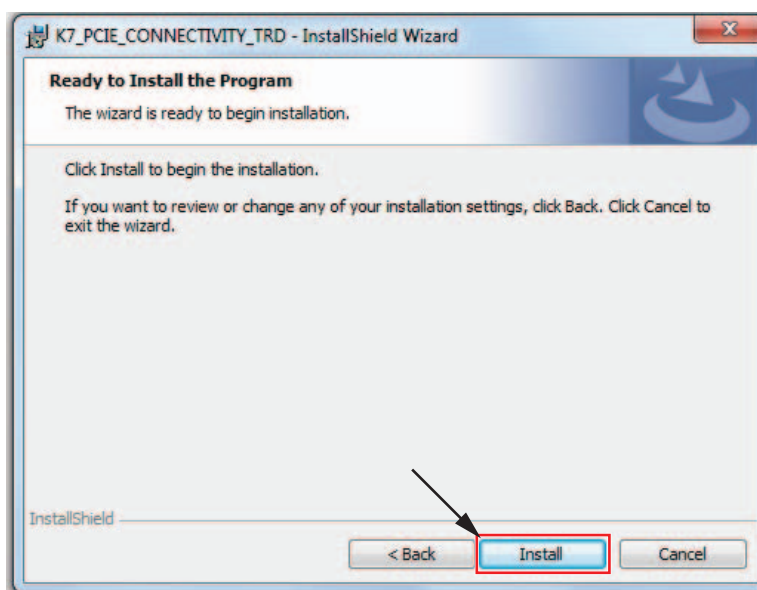 K7_PCIE_CONNECTIVITY_TRD - InstallShield Wizard
Ready to Install the Program
The wizard is ready to begin installation.
Click Install to begin the installation.
If you want to review or change any of your installation settings, click Back. Click Cancel to
exit the wizard.
InstallShield
< Back Install Cancel